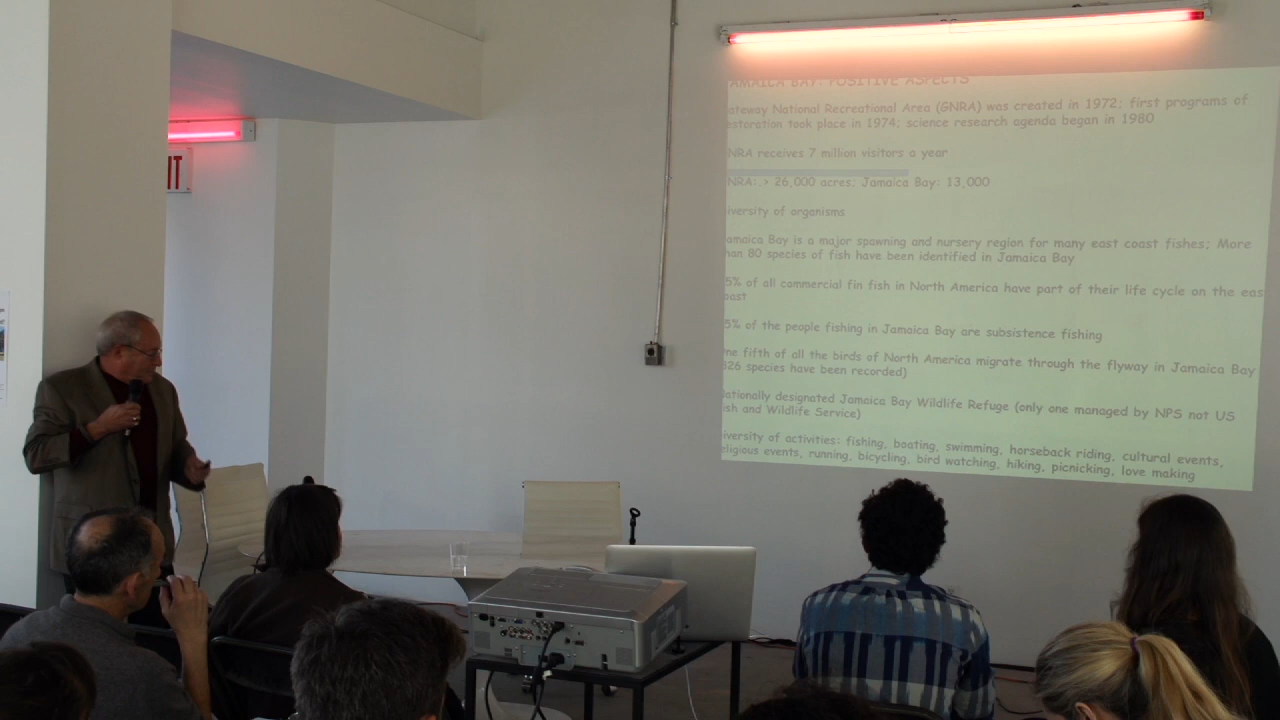 IT
AMAICA BAY: POSITIVE ASPECTS
ateway National Recreational Area (GNRA) was created in 1972; first programs of
estoration took place in 1974; science research agenda began in 1980
NRA receives 7 million visitors a year
NRA: > 26,000 acres; Jamaica Bay: 13,000
iversity of organisms
amaica Bay is a major spawning and nursery region for many east coast fishes; More
han 80 species of fish have been identified in Jamaica Bay
5% of all commercial fin fish in North America have part of their life cycle on the eas
oast
5% of the people fishing in Jamaica Bay are subsistence fishing
ne fifth of all the birds of North America migrate through the flyway in Jamaica Bay
326 species have been recorded)
ationally designated Jamaica Bay Wildlife Refuge (only one managed by NPS not US
ish and Wildlife Service)
iversity of activities: fishing, boating, swimming, horseback riding, cultural events,
eligious events, running, bicycling, bird watching, hiking, picnicking, love making